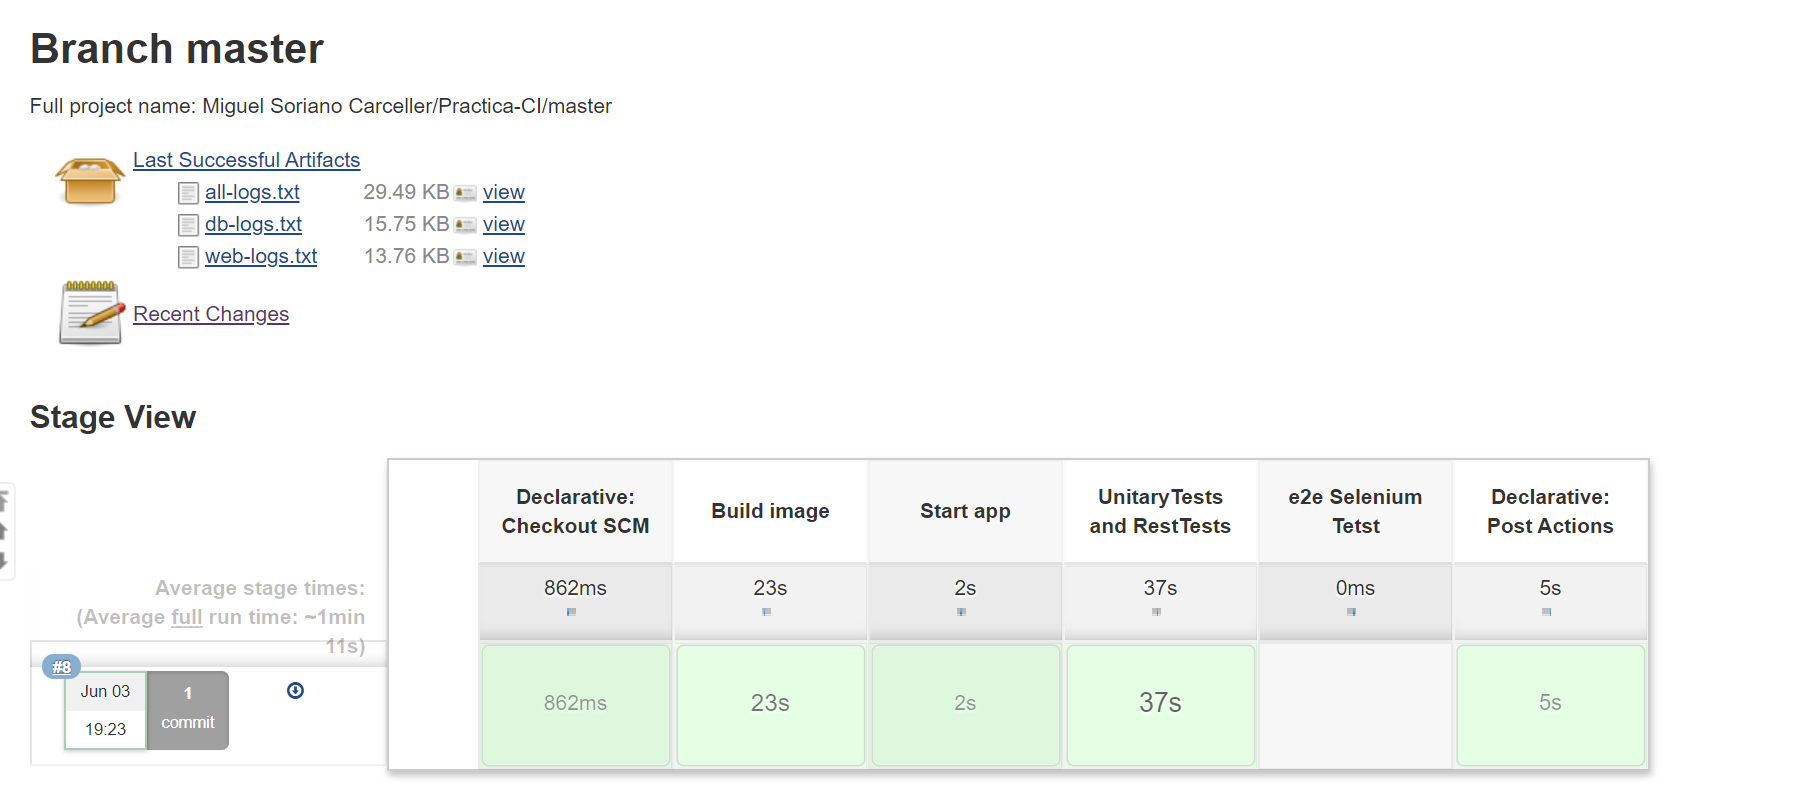 Branch master
Full project name: Miguel Soriano Carceller/Practica-CI/master
Last Successful Artifacts
all-logs.txt 29.49 KB view
db-logs.txt 15.75 KB view
web-logs.txt 13.76 KB view
Recent Changes
Stage View
Declarative: Checkout SCM
Build image
Start app
UnitaryTests and RestTests
e2e Selenium Tetst
Declarative: Post Actions
Average stage times:
(Average full run time: ~1min
11s)
862ms 23s 2s 37s 0ms 5s
#8
Jun 03
19:23
1
commit
862ms 23s 2s 37s 5s